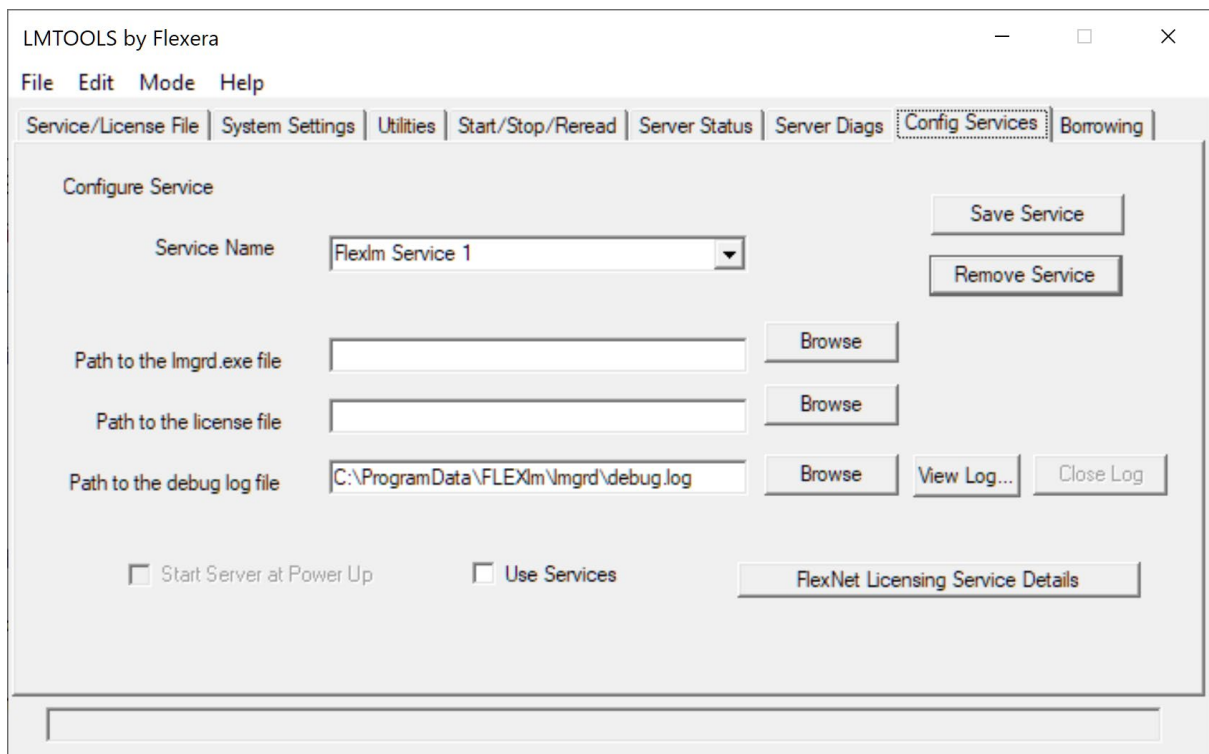 LMTOOLS by Flexera
File Edit Mode Help
Service/License File System Settings Utilities Start/Stop/Reread Server Status Server Diags Config Services Borrowing
Configure Service
Save Service
Service Name Flexlm Service 1
Remove Service
Path to the lmgrd.exe file Browse
Path to the license file Browse
Path to the debug log file C:\ProgramData\FLEXlm\lmgrd\debug.log Browse View Log... Close Log
Start Server at Power Up Use Services FlexNet Licensing Service Details